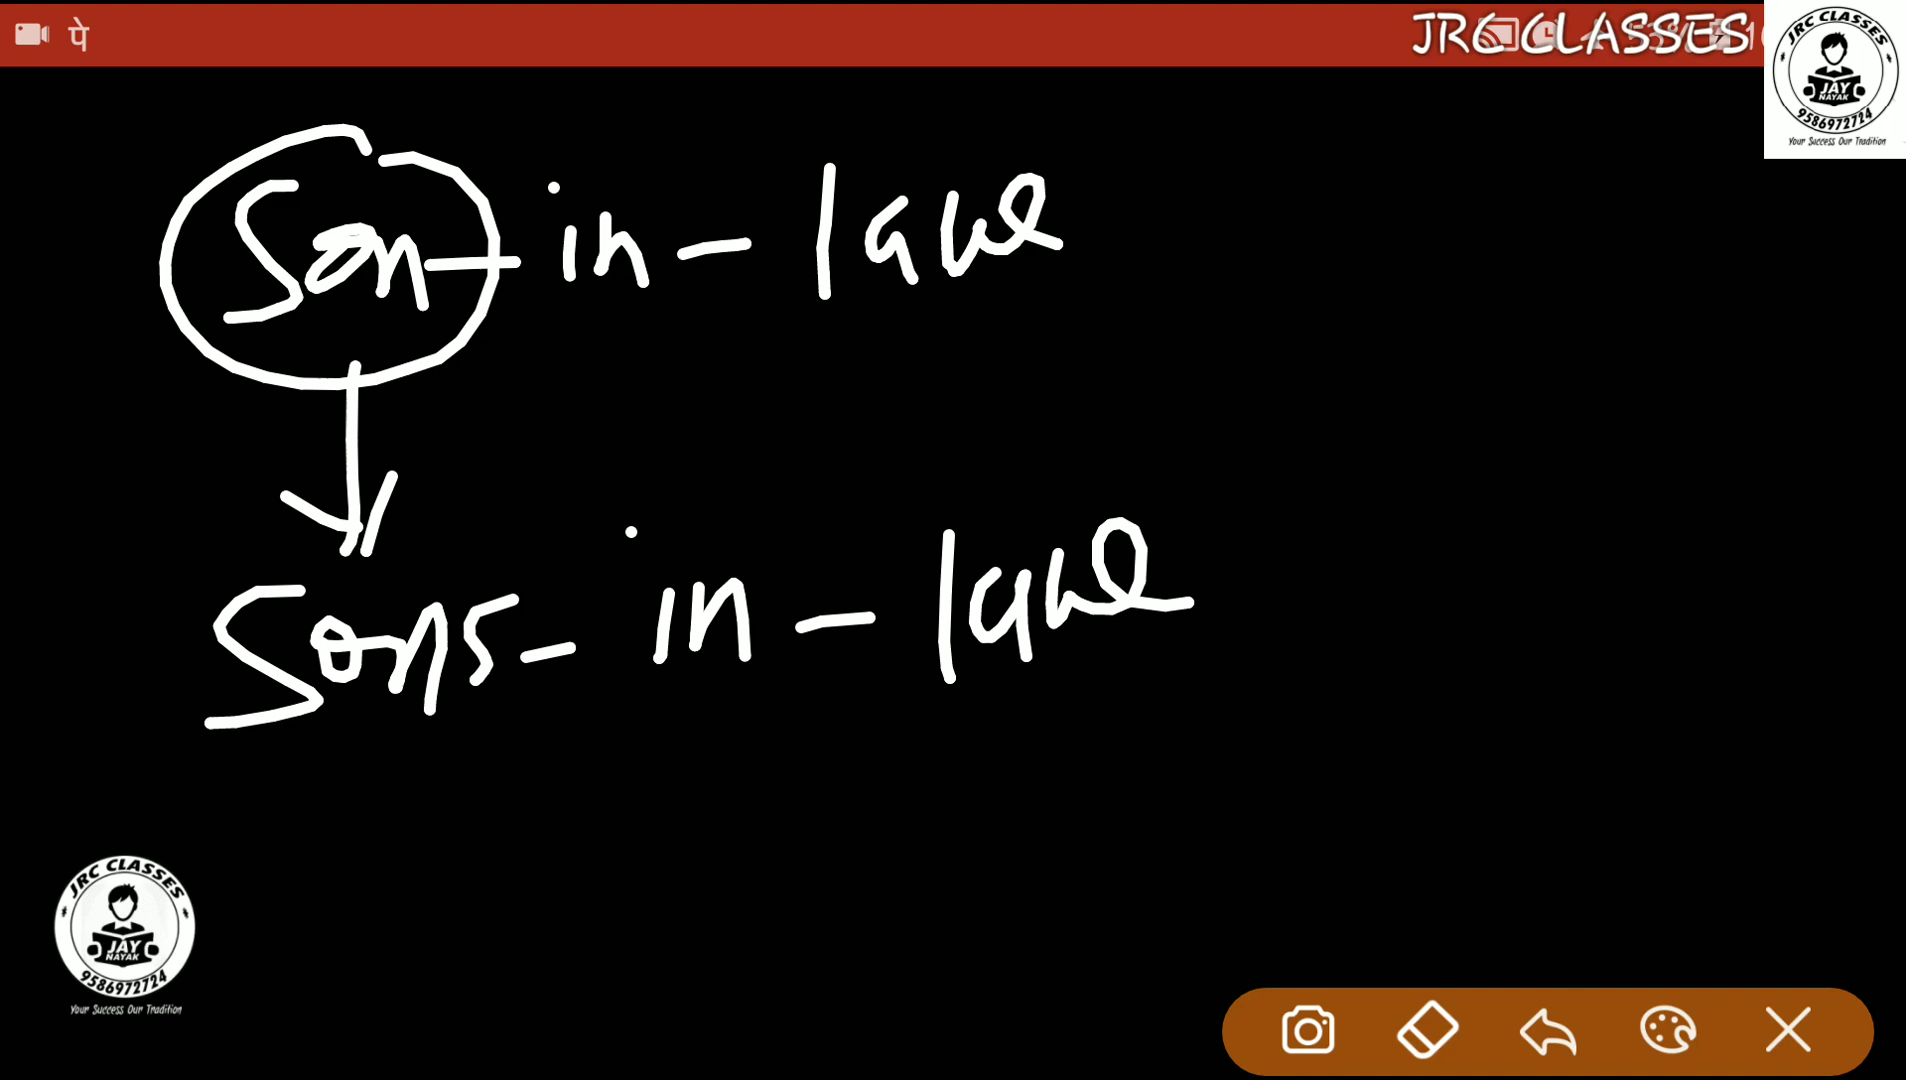 पे JRC CLASSES
JRC CLASSES
JAY
NAYAK
9586972724
Your Success Our Tradition
Son-in-law
Sons-in-law
JRC CLASSES
JAY
NAYAK
9586972724
Your Success Our Tradition